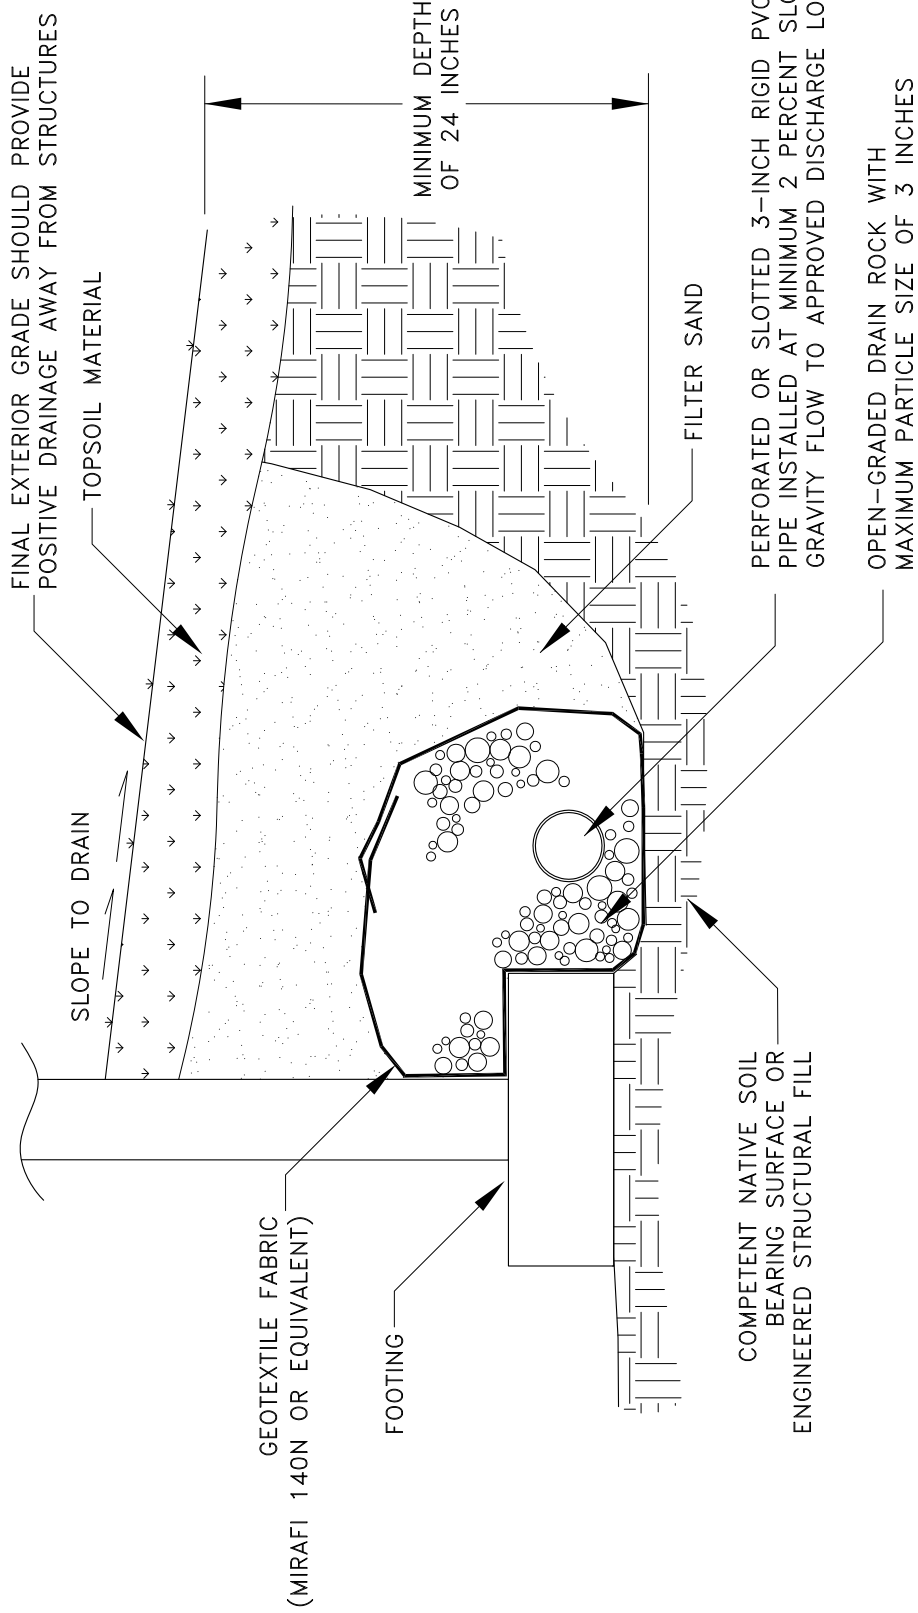 FINAL EXTERIOR GRADE SHOULD PROVIDE
POSITIVE DRAINAGE AWAY FROM STRUCTURES
TOPSOIL MATERIAL
SLOPE TO DRAIN
MINIMUM DEPTH
OF 24 INCHES
GEOTEXTILE FABRIC
(MIRAFI 140N OR EQUIVALENT)
FOOTING
FILTER SAND
COMPETENT NATIVE SOIL
BEARING SURFACE OR
ENGINEERED STRUCTURAL FILL
PERFORATED OR SLOTTED 3-INCH RIGID PVC
PIPE INSTALLED AT MINIMUM 2 PERCENT SLO
GRAVITY FLOW TO APPROVED DISCHARGE LO
OPEN-GRADED DRAIN ROCK WITH
MAXIMUM PARTICLE SIZE OF 3 INCHES